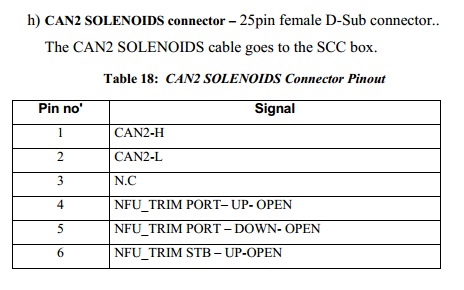 h) CAN2 SOLENOIDS connector – 25pin female D-Sub connector..
The CAN2 SOLENOIDS cable goes to the SCC box.
Table 18: CAN2 SOLENOIDS Connector Pinout
Pin no' Signal
1 CAN2-H
2 CAN2-L
3 N.C
4 NFU_TRIM PORT– UP- OPEN
5 NFU_TRIM PORT – DOWN- OPEN
6 NFU_TRIM STB – UP-OPEN